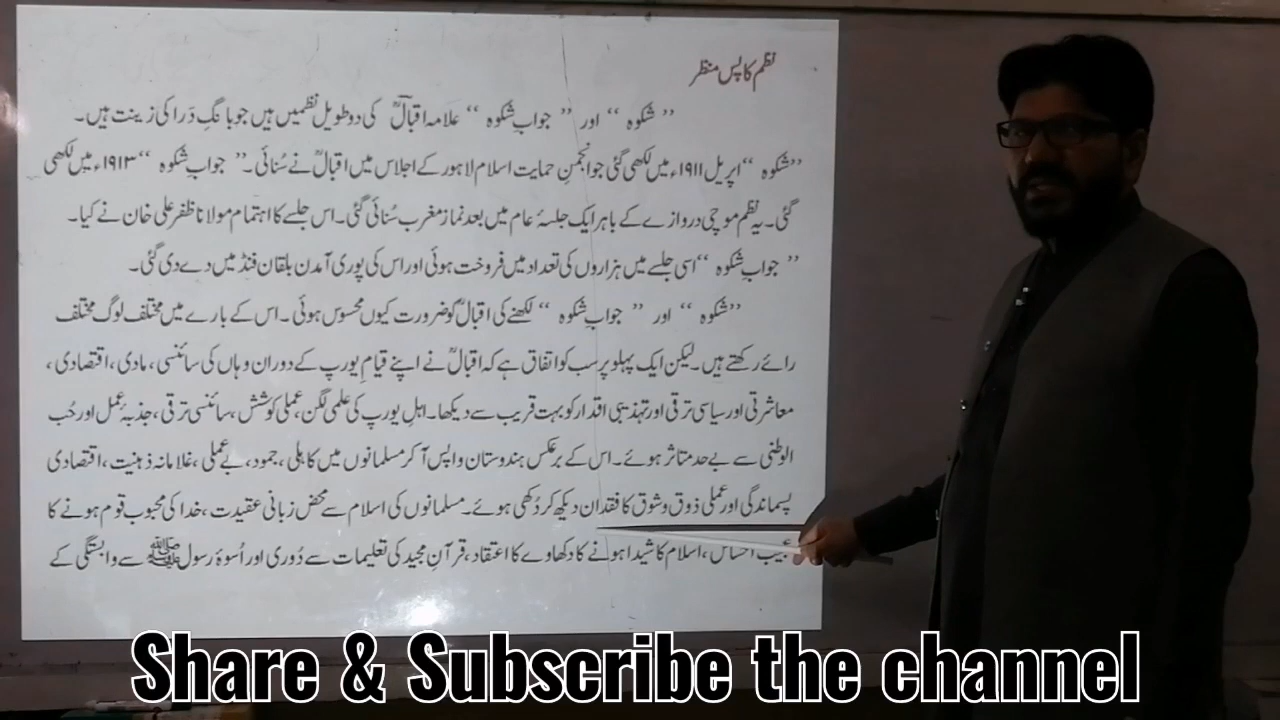 نظم کا پس منظر
” شکوہ “ اور ” جوابِ شکوہ “ علامہ اقبالؒ کی دو طویل نظمیں ہیں جو بانگِ دَرا کی زینت ہیں۔
”شکوہ “ اپریل ۱۹۱۱ء میں لکھی گئی جو انجمنِ حمایت اسلام لاہور کے اجلاس میں اقبالؒ نے سُنائی۔ ” جوابِ شکوہ “ ۱۹۱۳ء میں لکھی
گئی۔ یہ نظم موچی دروازے کے باہر ایک جلسۂ عام میں بعد نماز مغرب سُنائی گئی۔ اس جلسے کا اہتمام مولانا ظفر علی خان نے کیا۔
” جوابِ شکوہ “ اسی جلسے میں ہزاروں کی تعداد میں فروخت ہوئی اور اس کی پوری آمدن بلقان فنڈ میں دے دی گئی۔
”شکوہ “ اور ” جوابِ شکوہ “ لکھنے کی اقبالؒ کو ضرورت کیوں محسوس ہوئی۔ اس کے بارے میں مختلف لوگ مختلف
رائے رکھتے ہیں۔ لیکن ایک پہلو پر سب کو اتفاق ہے کہ اقبالؒ نے اپنے قیامِ یورپ کے دوران وہاں کی سائنسی، مادی، اقتصادی،
معاشرتی اور سیاسی ترقی اور تہذیبی اقدار کو بہت قریب سے دیکھا۔ اہلِ یورپ کی علمی لگن، عملی کوشش، سائنسی ترقی، جذبۂ عمل اور حُب
الوطنی سے بے حد متاثر ہوئے۔ اس کے برعکس ہندوستان واپس آ کر مسلمانوں میں کاہلی، جمود، بے عملی، غلامانہ ذہنیت، اقتصادی
پسماندگی اور عملی ذوق و شوق کا فقدان دیکھ کر دُکھی ہوئے۔ مسلمانوں کی اسلام سے محض زبانی عقیدت، خدا کی محبوب قوم ہونے کا
عجیب احساس، اسلام کا شیدا ہونے کا دکھاوے کا اعتقاد، قرآنِ مجید کی تعلیمات سے دُوری اور اُسوۂ رسول ﷺ سے وابستگی کے
Share & Subscribe the channel